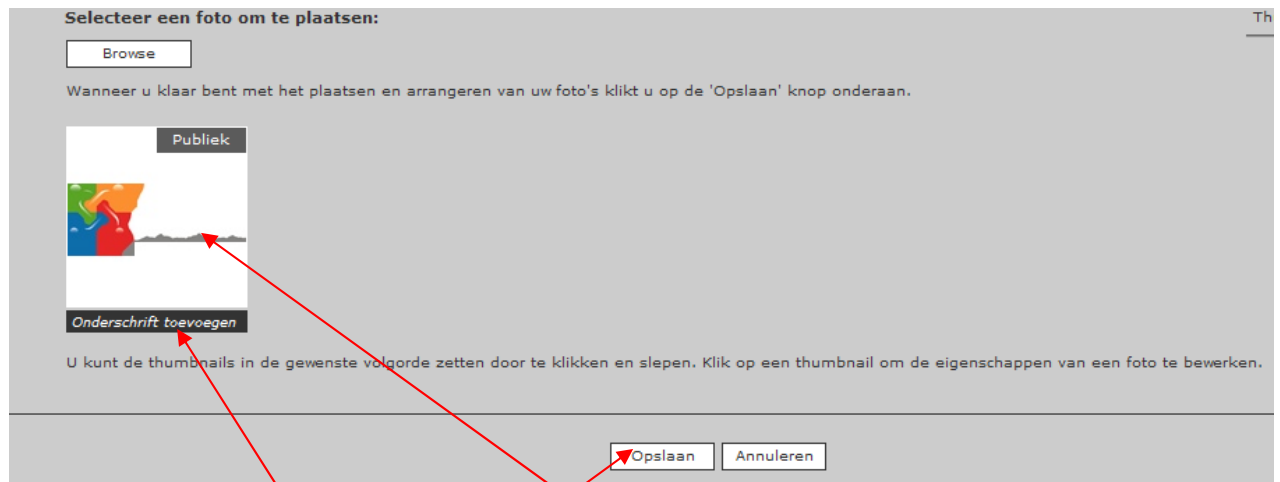 Selecteer een foto om te plaatsen:
Th
Browse
Wanneer u klaar bent met het plaatsen en arrangeren van uw foto's klikt u op de 'Opslaan' knop onderaan.
Publiek
Onderschrift toevoegen
U kunt de thumbnails in de gewenste volgorde zetten door te klikken en slepen. Klik op een thumbnail om de eigenschappen van een foto te bewerken.
Opslaan
Annuleren